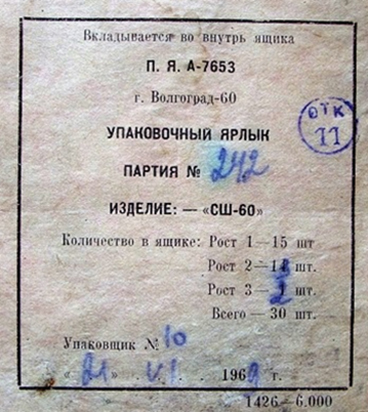 Вкладывается во внутрь ящика
П. Я. А-7653
г. Волгоград-60
УПАКОВОЧНЫЙ ЯРЛЫК
ОТК
11
ПАРТИЯ № 242
ИЗДЕЛИЕ: — «СШ-60»
Количество в ящике: Рост 1—15 шт
Рост 2— шт.
Рост 3—2 шт.
Всего — 30 шт.
Упаковщик № 10
«21» VI 1969 г.
1426—6.000